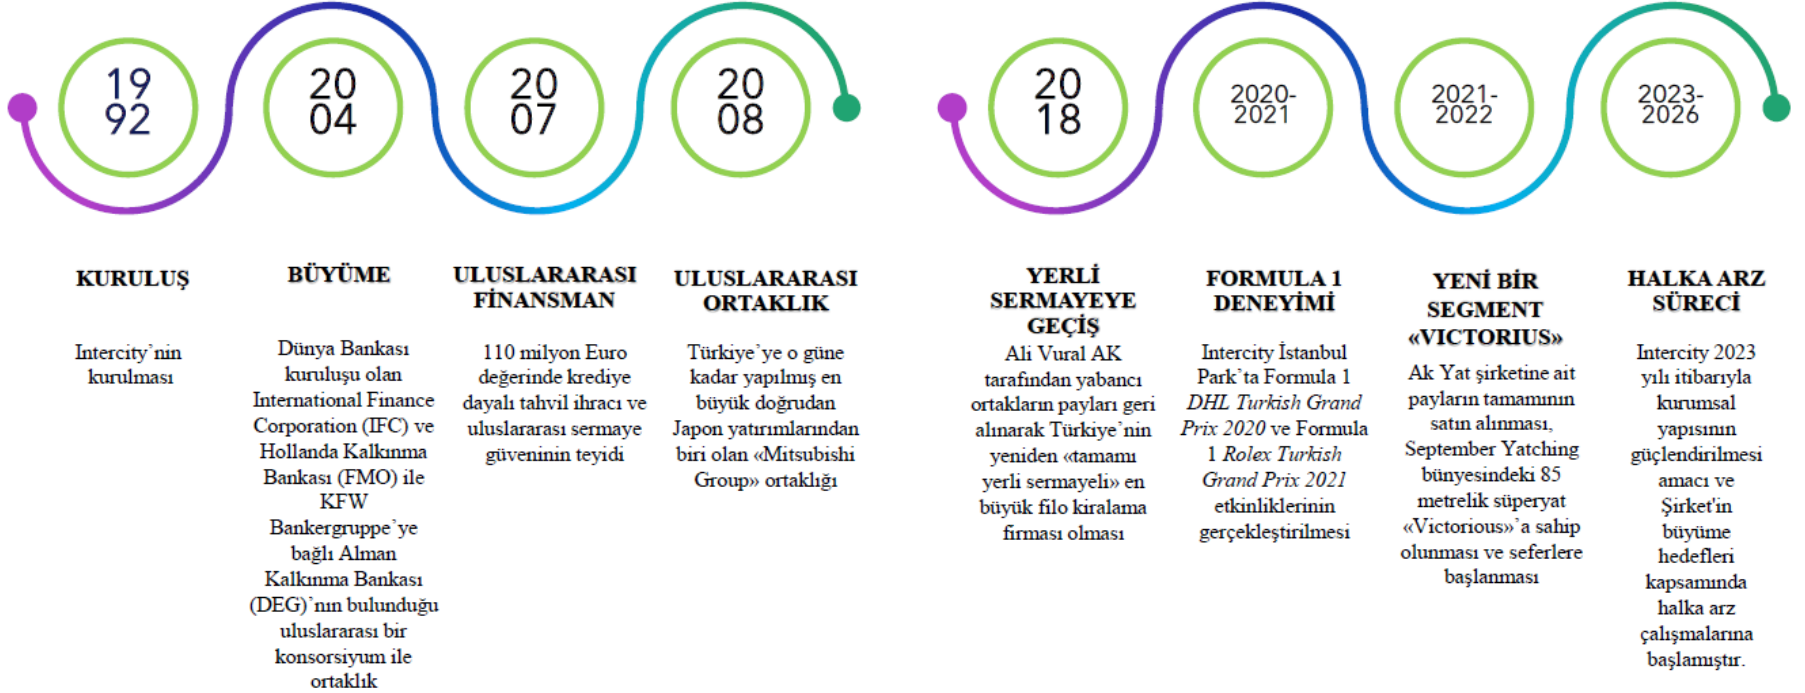 19
92
KURULUŞ
Intercity’nin
kurulması
20
04
BÜYÜME
Dünya Bankası
kuruluşu olan
International Finance
Corporation (IFC) ve
Hollanda Kalkınma
Bankası (FMO) ile
KFW
Bankergruppe’ye
bağlı Alman
Kalkınma Bankası
(DEG)’nın bulunduğu
uluslararası bir
konsorsiyum ile
ortaklık
20
07
ULUSLARARASI
FİNANSMAN
110 milyon Euro
değerinde krediye
dayalı tahvil ihracı ve
uluslararası sermaye
güveninin teyidi
20
08
ULUSLARARASI
ORTAKLIK
Türkiye’ye o güne
kadar yapılmış en
büyük doğrudan
Japon yatırımlarından
biri olan «Mitsubishi
Group» ortaklığı
20
18
YERLİ
SERMAYEYE
GEÇİŞ
Ali Vural AK
tarafından yabancı
ortakların payları geri
alınarak Türkiye’nin
yeniden «tamamı
yerli sermayeli» en
büyük filo kiralama
firması olması
2020-
2021
FORMULA 1
DENEYİMİ
Intercity İstanbul
Park’ta Formula 1
DHL Turkish Grand
Prix 2020 ve Formula
1 Rolex Turkish
Grand Prix 2021
etkinliklerinin
gerçekleştirilmesi
2021-
2022
YENİ BİR
SEGMENT
«VICTORIUS»
Ak Yat şirketine ait
payların tamamının
satın alınması,
September Yatching
bünyesindeki 85
metrelik süperyat
«Victorious»’a sahip
olunması ve seferlere
başlanması
2023-
2026
HALKA ARZ
SÜRECİ
Intercity 2023
yılı itibarıyla
kurumsal
yapısının
güçlendirilmesi
amacı ve
Şirket'in
büyüme
hedefleri
kapsamında
halka arz
çalışmalarına
başlamıştır.